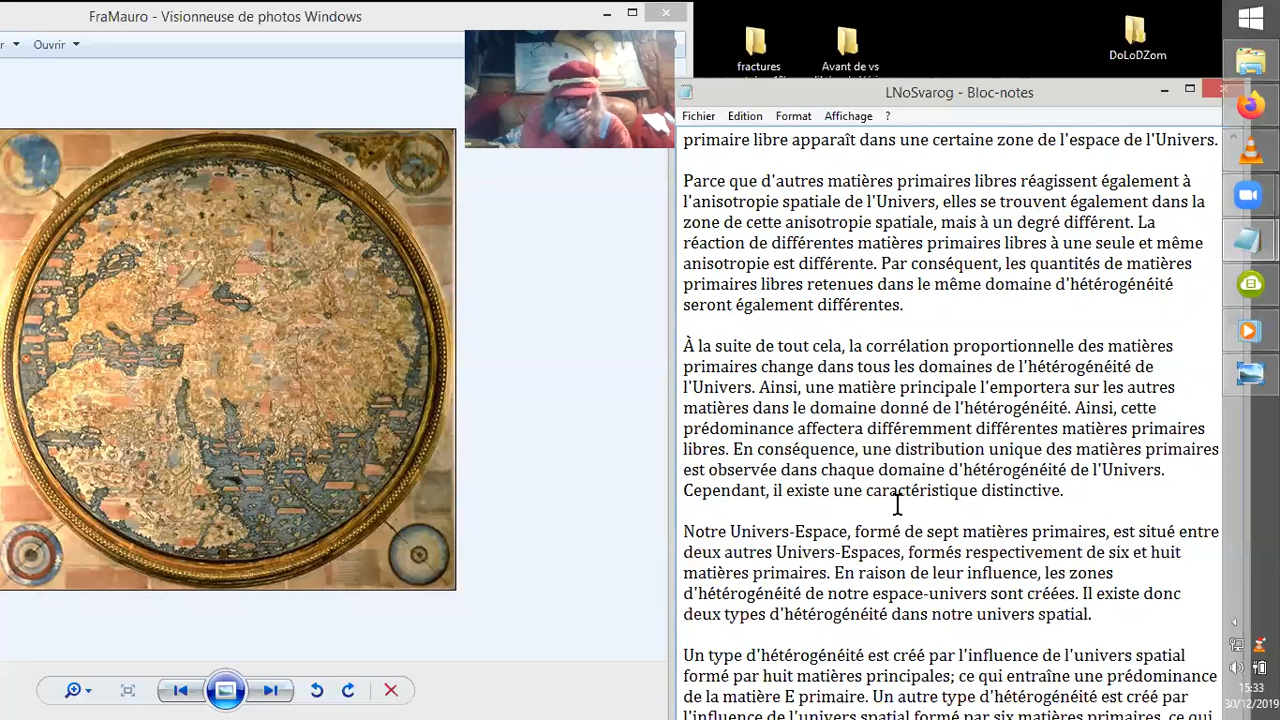 FraMauro - Visionneuse de photos Windows
r
Ouvrir
fractures
Avant de vs
DoLoDZom
LNoSvarog - Bloc-notes
Fichier Edition Format Affichage ?
primaire libre apparaît dans une certaine zone de l'espace de l'Univers.
Parce que d'autres matières primaires libres réagissent également à
l'anisotropie spatiale de l'Univers, elles se trouvent également dans la
zone de cette anisotropie spatiale, mais à un degré différent. La
réaction de différentes matières primaires libres à une seule et même
anisotropie est différente. Par conséquent, les quantités de matières
primaires libres retenues dans le même domaine d'hétérogénéité
seront également différentes.
À la suite de tout cela, la corrélation proportionnelle des matières
primaires change dans tous les domaines de l'hétérogénéité de
l'Univers. Ainsi, une matière principale l'emportera sur les autres
matières dans le domaine donné de l'hétérogénéité. Ainsi, cette
prédominance affectera différemment différentes matières primaires
libres. En conséquence, une distribution unique des matières primaires
est observée dans chaque domaine d'hétérogénéité de l'Univers.
Cependant, il existe une caractéristique distinctive.
Notre Univers-Espace, formé de sept matières primaires, est situé entre
deux autres Univers-Espaces, formés respectivement de six et huit
matières primaires. En raison de leur influence, les zones
d'hétérogénéité de notre espace-univers sont créées. Il existe donc
deux types d'hétérogénéité dans notre univers spatial.
Un type d'hétérogénéité est créé par l'influence de l'univers spatial
formé par huit matières principales; ce qui entraîne une prédominance
de la matière E primaire. Un autre type d'hétérogénéité est créé par
l'influence de l'univers spatial formé par six matières primaires, ce qui
15:33
30/12/2019